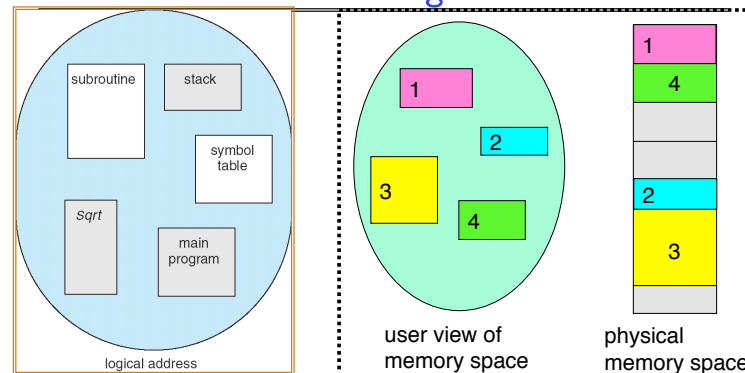 subroutine
stack
symbol
table
Sqrt
main
program
logical address
1
2
3
4
user view of
memory space
1
4
2
3
physical
memory space